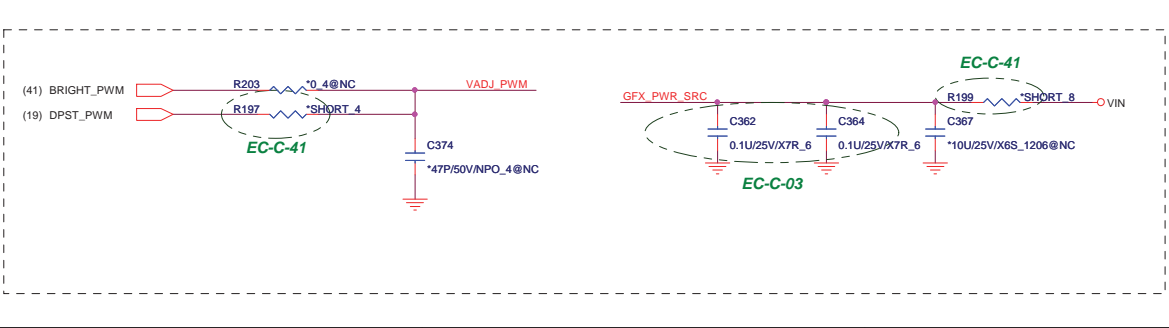 (41) BRIGHT_PWM
R203
*0_4@NC
VADJ_PWM
(19) DPST_PWM
R197
*SHORT_4
EC-C-41
C374
*47P/50V/NPO_4@NC
EC-C-41
GFX_PWR_SRC
R199
*SHORT_8
VIN
C362
0.1U/25V/X7R_6
C364
0.1U/25V/X7R_6
C367
*10U/25V/X6S_1206@NC
EC-C-03